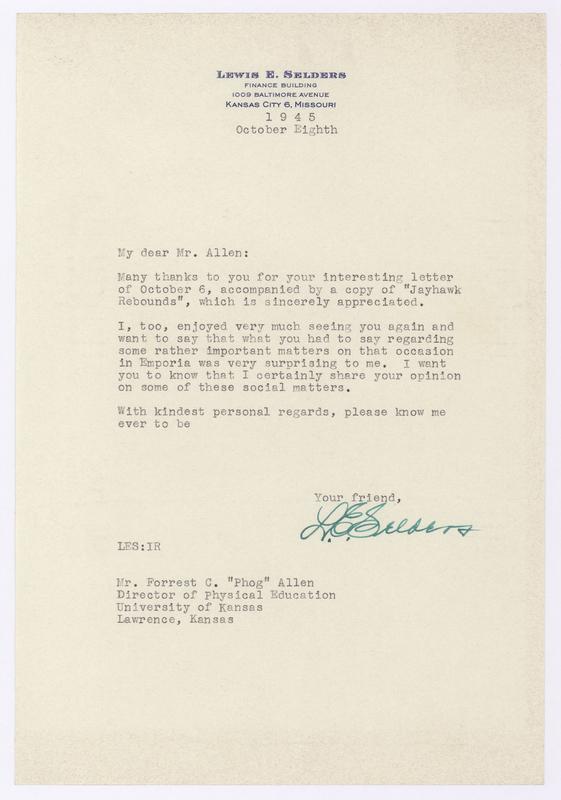 LEWIS E. SELDERS
FINANCE BUILDING
1009 BALTIMORE AVENUE
KANSAS CITY 6, MISSOURI
1 9 4 5
October Eighth
My dear Mr. Allen:
Many thanks to you for your interesting letter
of October 6, accompanied by a copy of "Jayhawk
Rebounds", which is sincerely appreciated.
I, too, enjoyed very much seeing you again and
want to say that what you had to say regarding
some rather important matters on that occasion
in Emporia was very surprising to me.  I want
you to know that I certainly share your opinion
on some of these social matters.
With kindest personal regards, please know me
ever to be
Your friend,
L.E. Selders
LES:IR
Mr. Forrest C. "Phog" Allen
Director of Physical Education
University of Kansas
Lawrence, Kansas